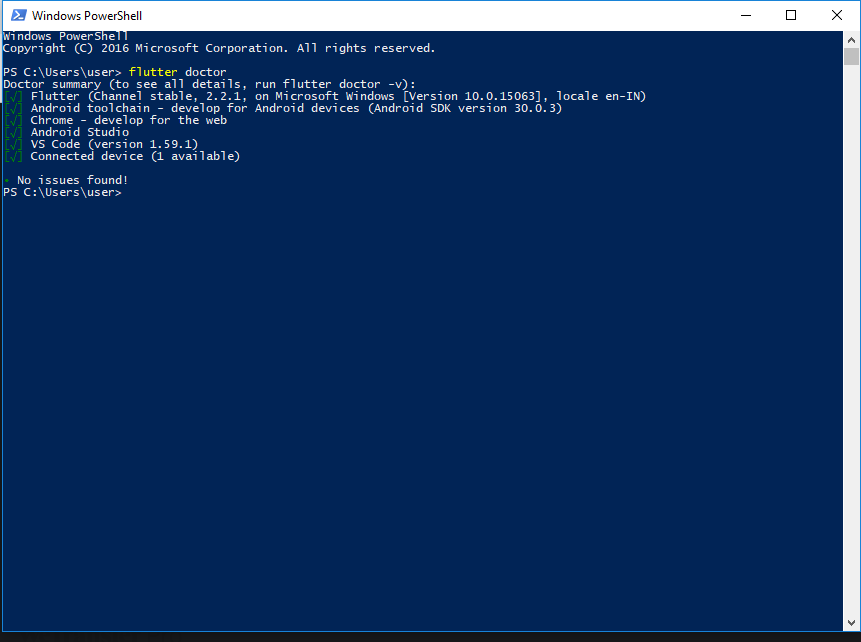 Windows PowerShell
Windows PowerShell
Copyright (C) 2016 Microsoft Corporation. All rights reserved.
PS C:\Users\user> flutter doctor
Doctor summary (to see all details, run flutter doctor -v):
[√] Flutter (Channel stable, 2.2.1, on Microsoft Windows [Version 10.0.15063], locale en-IN)
[√] Android toolchain - develop for Android devices (Android SDK version 30.0.3)
[√] Chrome - develop for the web
[√] Android Studio
[√] VS Code (version 1.59.1)
[√] Connected device (1 available)
• No issues found!
PS C:\Users\user>